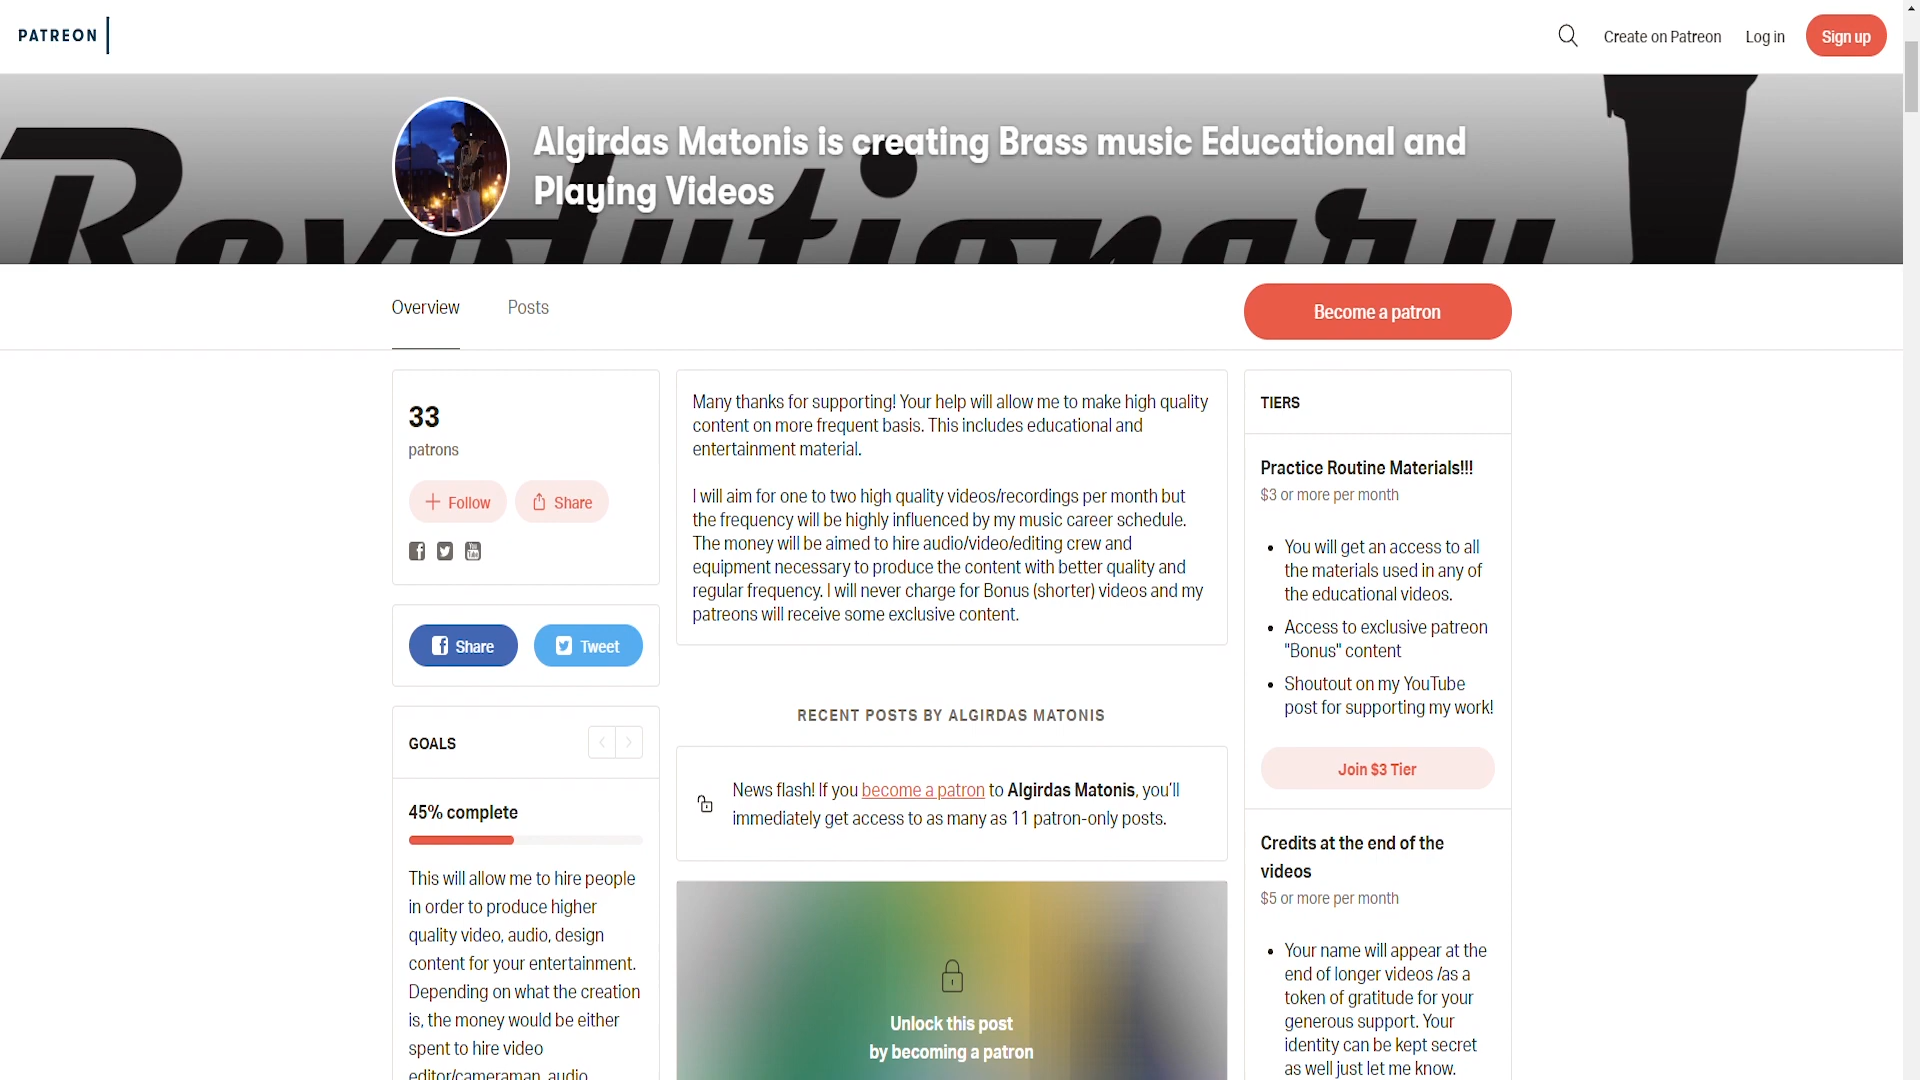 PATREON
Create on Patreon
Log in
Sign up
Revolutionary
Algirdas Matonis is creating Brass music Educational and
Playing Videos
Overview
Posts
Become a patron
33
patrons
Follow
Share
Share
Tweet
GOALS
45% complete
This will allow me to hire people
in order to produce higher
quality video, audio, design
content for your entertainment.
Depending on what the creation
is, the money would be either
spent to hire video
editor/cameraman, audio
Many thanks for supporting! Your help will allow me to make high quality
content on more frequent basis. This includes educational and
entertainment material.
I will aim for one to two high quality videos/recordings per month but
the frequency will be highly influenced by my music career schedule.
The money will be aimed to hire audio/video/editing crew and
equipment necessary to produce the content with better quality and
regular frequency. I will never charge for Bonus (shorter) videos and my
patreons will receive some exclusive content.
RECENT POSTS BY ALGIRDAS MATONIS
News flash! If you become a patron to Algirdas Matonis, you'll
immediately get access to as many as 11 patron-only posts.
Unlock this post
by becoming a patron
TIERS
Practice Routine Materials!!!
$3 or more per month
• You will get an access to all
the materials used in any of
the educational videos.
• Access to exclusive patreon
"Bonus" content
• Shoutout on my YouTube
post for supporting my work!
Join $3 Tier
Credits at the end of the
videos
$5 or more per month
• Your name will appear at the
end of longer videos /as a
token of gratitude for your
generous support. Your
identity can be kept secret
as well just let me know.